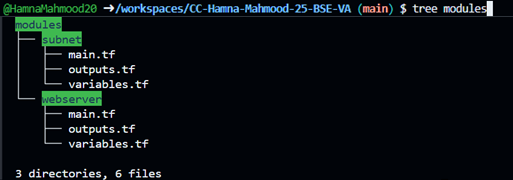 @HamnaMahmood20 ➜/workspaces/CC-Hamna-Mahmood-25-BSE-VA (main) $ tree modules
modules
├── subnet
│   ├── main.tf
│   ├── outputs.tf
│   └── variables.tf
└── webserver
    ├── main.tf
    ├── outputs.tf
    └── variables.tf
3 directories, 6 files